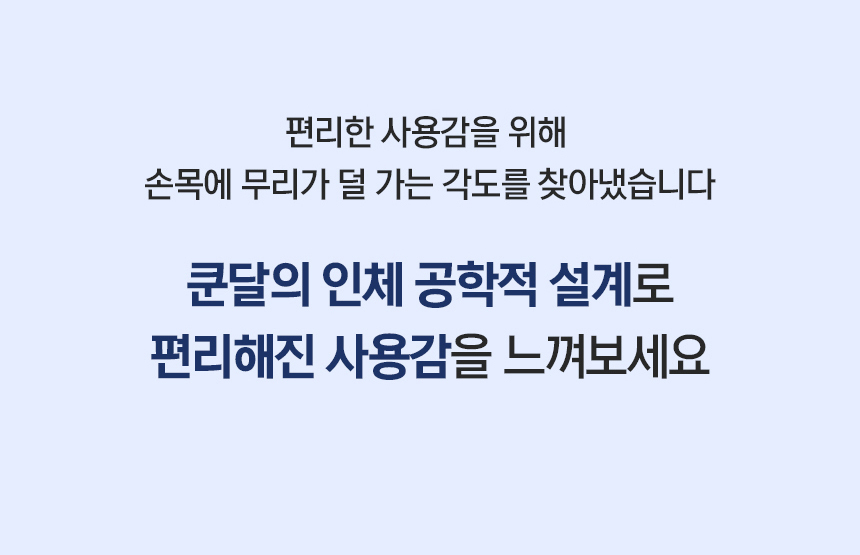 편리한 사용감을 위해
손목에 무리가 덜 가는 각도를 찾아냈습니다
쿤달의 인체 공학적 설계로
편리해진 사용감을 느껴보세요